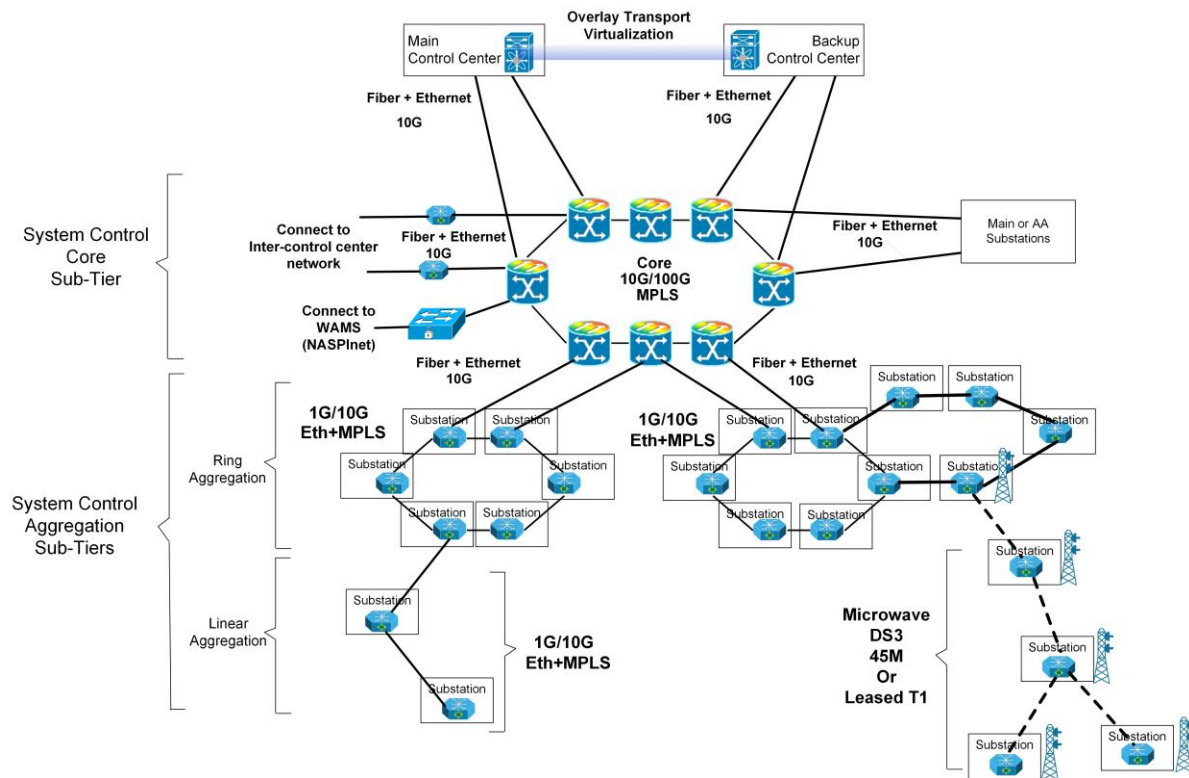 Overlay Transport
Virtualization
Main
Control Center
Backup
Control Center
Fiber + Ethernet
10G
Fiber + Ethernet
10G
System Control
Core
Sub-Tier
Connect to
Inter-control center
network
Fiber + Ethernet
10G
Connect to
WAMS
(NASPInet)
Core
10G/100G
MPLS
Fiber + Ethernet
10G
Main or AA
Substations
Fiber + Ethernet
10G
Fiber + Ethernet
10G
System Control
Aggregation
Sub-Tiers
Ring
Aggregation
1G/10G
Eth+MPLS
Substation
Substation
Substation
Substation
Substation
Substation
1G/10G
Eth+MPLS
Substation
Substation
Substation
Substation
Substation
Substation
Substation
Substation
Substation
Substation
Linear
Aggregation
Substation
Substation
1G/10G
Eth+MPLS
Microwave
DS3
45M
Or
Leased T1
Substation
Substation
Substation
Substation